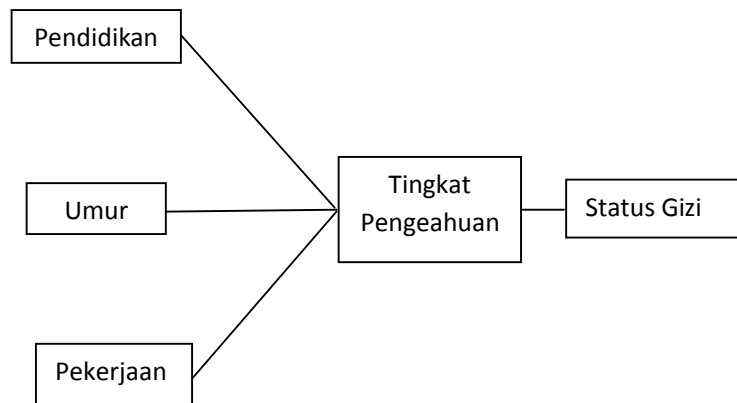 Pendidikan
Umur
Pekerjaan
Tingkat
Pengeahuan
Status Gizi